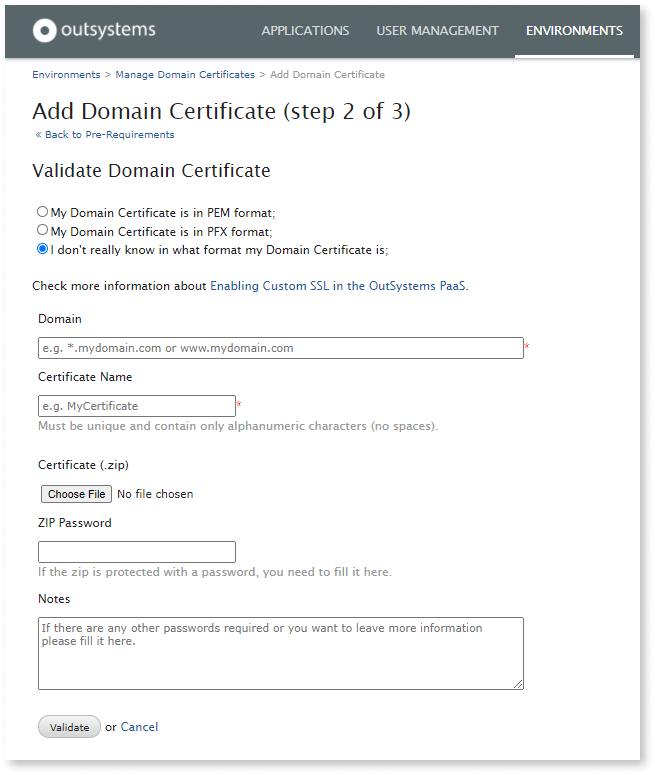 outsystems APPLICATIONS USER MANAGEMENT ENVIRONMENTS
Environments > Manage Domain Certificates > Add Domain Certificate
Add Domain Certificate (step 2 of 3)
« Back to Pre-Requirements
Validate Domain Certificate
My Domain Certificate is in PEM format;
My Domain Certificate is in PFX format;
I don't really know in what format my Domain Certificate is;
Check more information about Enabling Custom SSL in the OutSystems PaaS.
Domain
e.g. *.mydomain.com or www.mydomain.com *
Certificate Name
e.g. MyCertificate *
Must be unique and contain only alphanumeric characters (no spaces).
Certificate (.zip)
Choose File No file chosen
ZIP Password
If the zip is protected with a password, you need to fill it here.
Notes
If there are any other passwords required or you want to leave more information
please fill it here.
Validate or Cancel